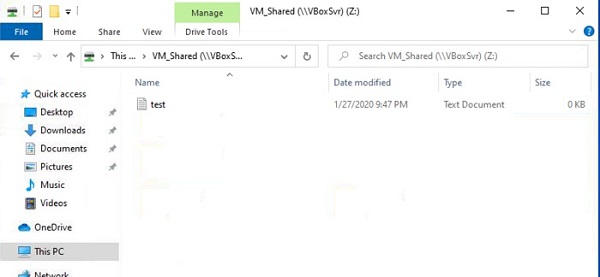 Manage
VM_Shared (\\VBoxSvr) (Z:)
File
Home
Share
View
Drive Tools
This ...
VM_Shared (\\VBoxS...
Search VM_Shared (\\VBoxSvr) (Z:)
Name
Date modified
Type
Size
Quick access
test
1/27/2020 9:47 PM
Text Document
0 KB
Desktop
Downloads
Documents
Pictures
Music
Videos
OneDrive
This PC
Network